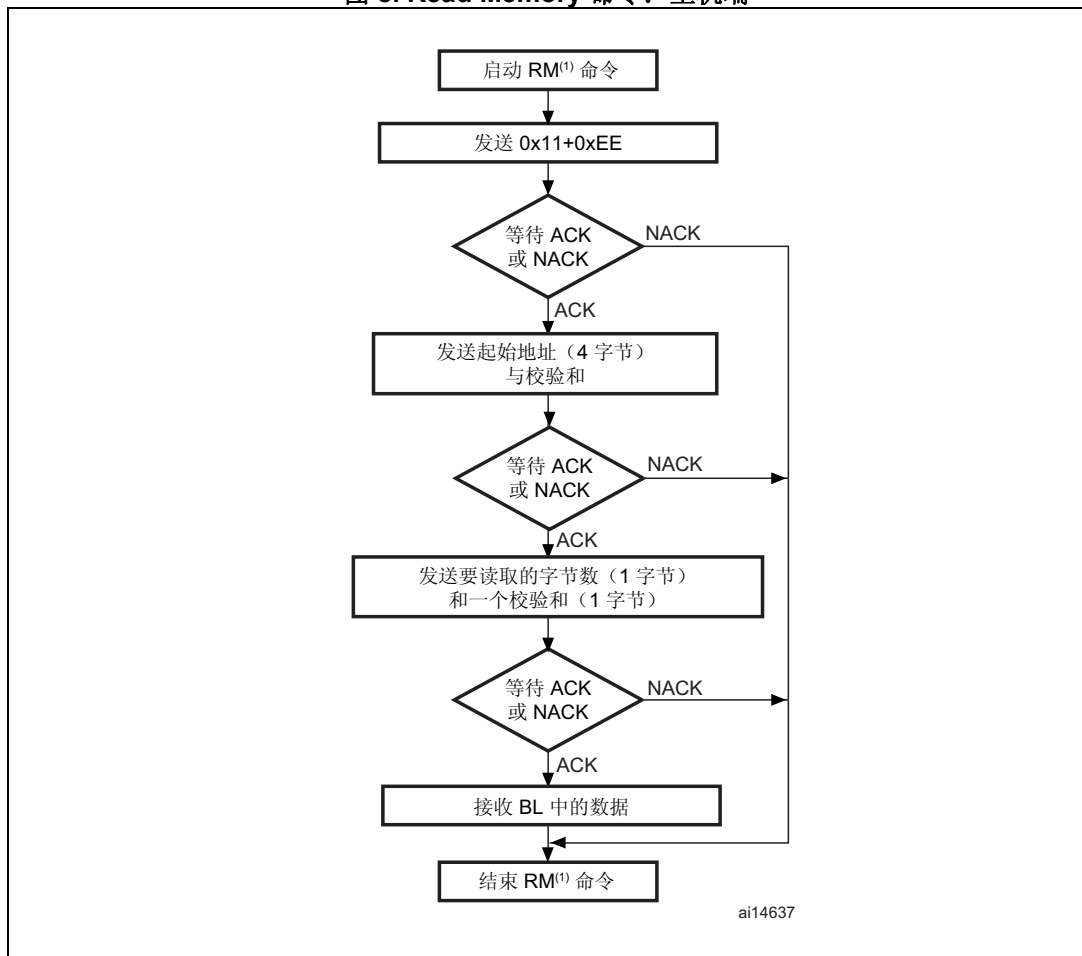 启动 RM(1) 命令
发送 0x11+0xEE
等待 ACK
或 NACK
NACK
ACK
发送起始地址（4 字节）
与校验和
等待 ACK
或 NACK
NACK
ACK
发送要读取的字节数（1 字节）
和一个校验和（1 字节）
等待 ACK
或 NACK
NACK
ACK
接收 BL 中的数据
结束 RM(1) 命令
ai14637